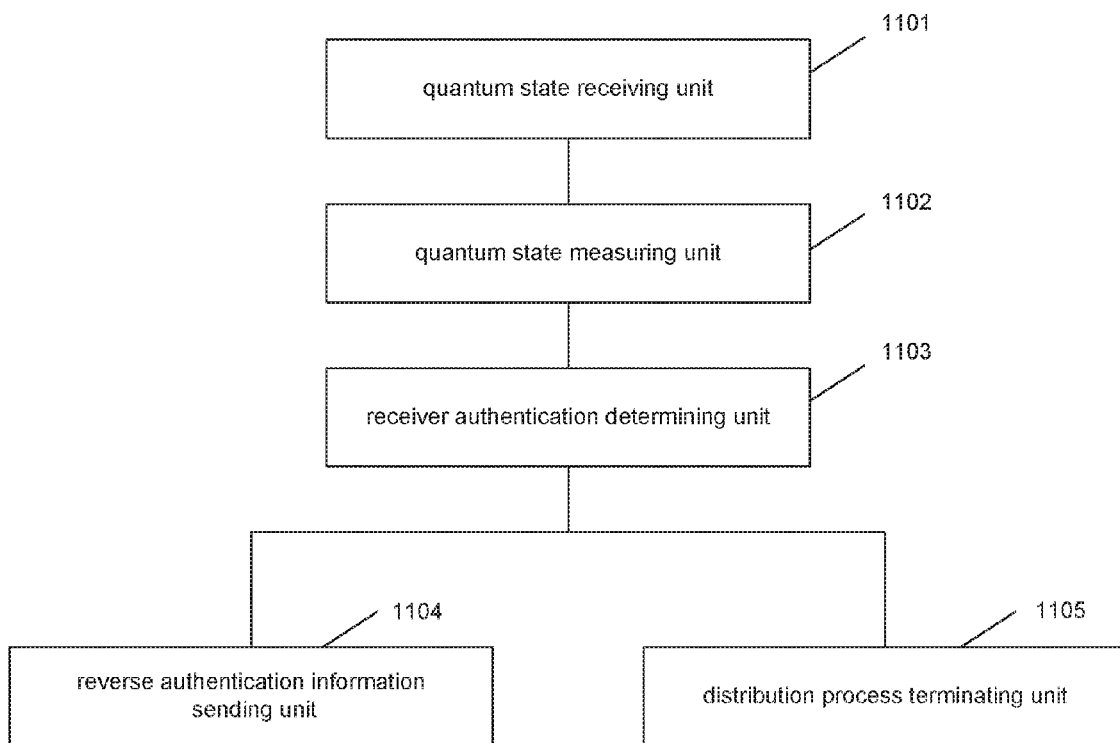 1101
quantum state receiving unit
1102
quantum state measuring unit
1103
receiver authentication determining unit
1104
reverse authentication information
sending unit
1105
distribution process terminating unit